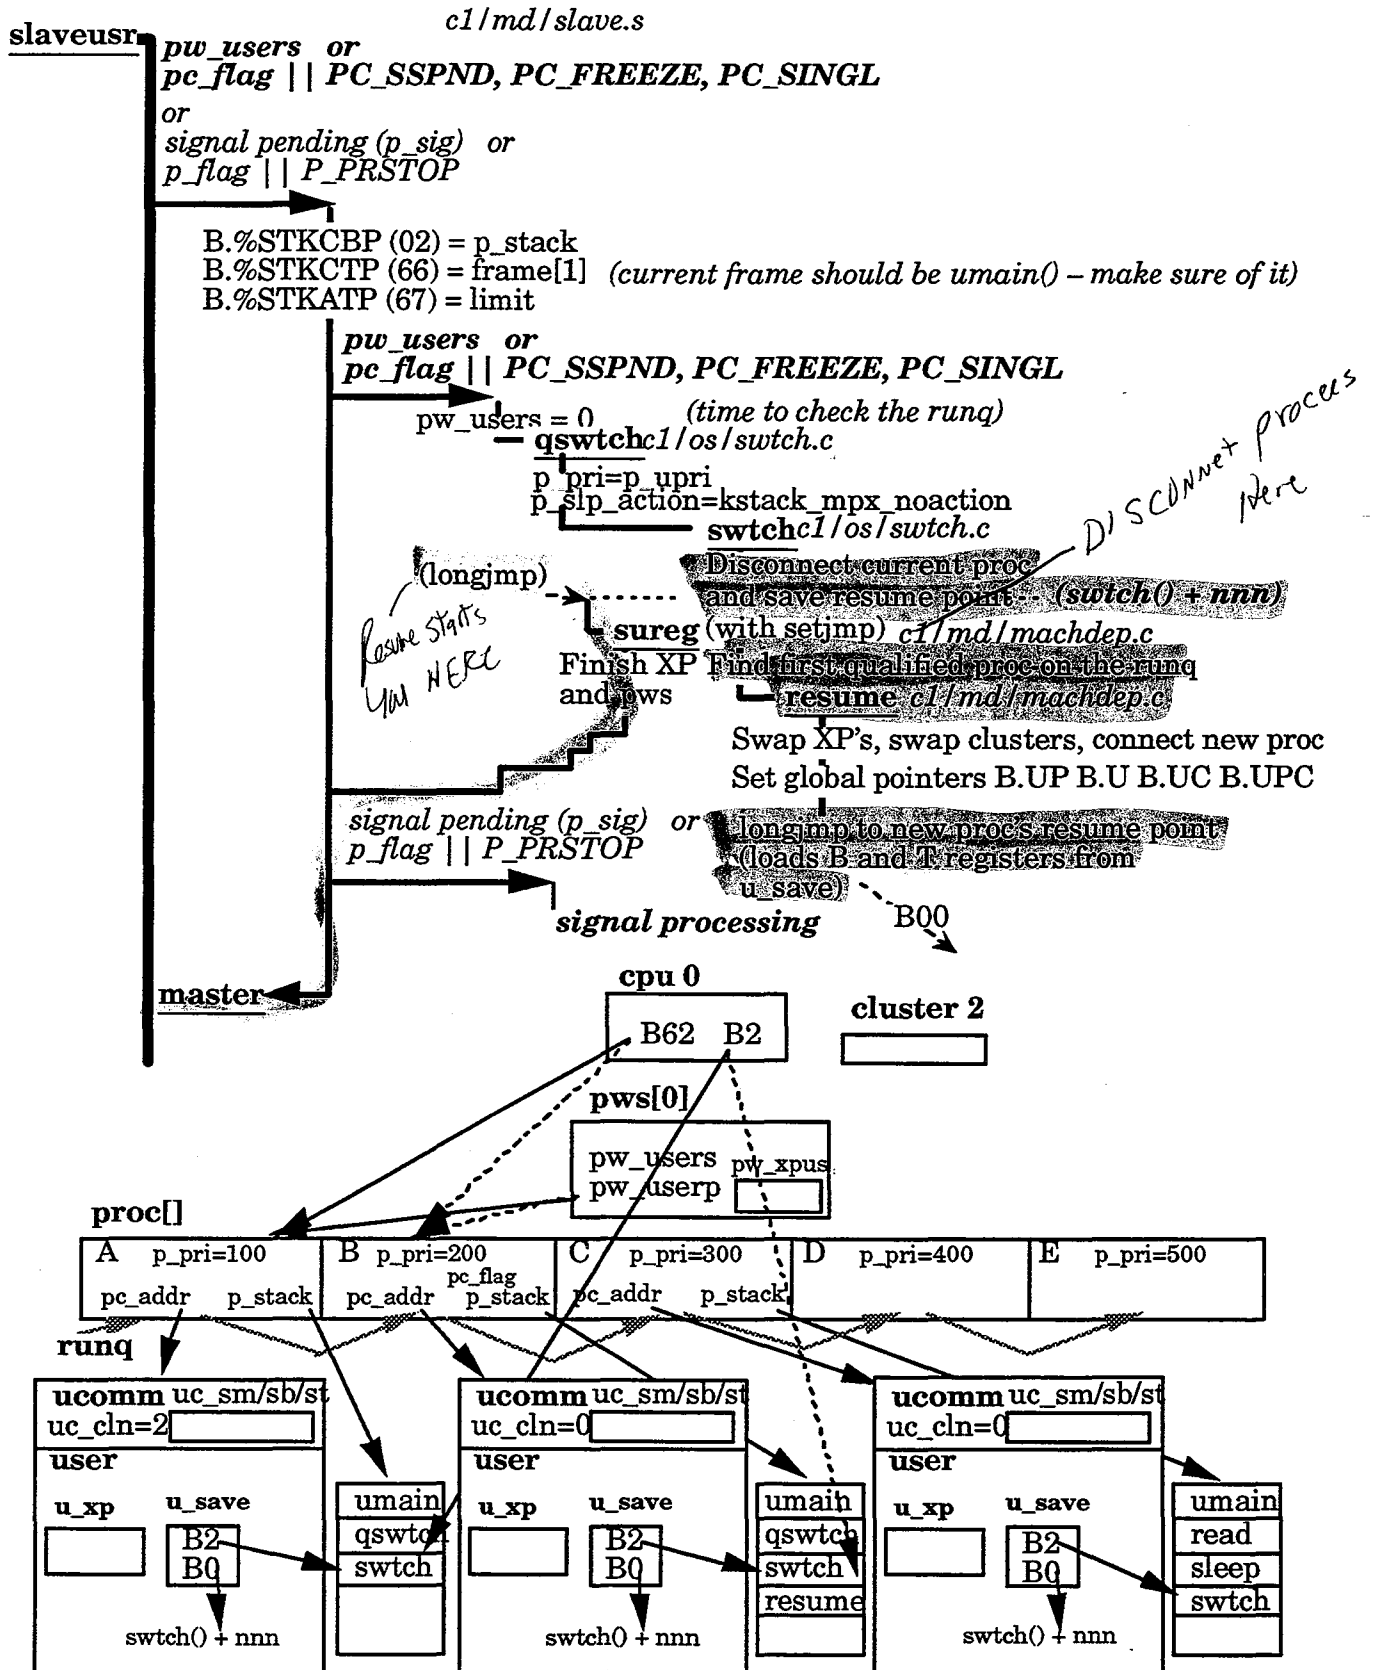 c1/md/slave.s
slaveusr
pw_users or
pc_flag || PC_SSPND, PC_FREEZE, PC_SINGL
or
signal pending (p_sig) or
p_flag || P_PRSTOP
B.%STKCBP (02) = p_stack
B.%STKCTP (66) = frame[1] (current frame should be umain() – make sure of it)
B.%STKATP (67) = limit
pw_users or
pc_flag || PC_SSPND, PC_FREEZE, PC_SINGL
pw_users = 0 (time to check the runq)
qswtch c1/os/swtch.c
p_pri=p_upri
p_slp_action=kstack_mpx_noaction
swtch c1/os/swtch.c
DISCONNet process
Here
Disconnect current proc
and save resume point -- (swtch() + nnn)
(longjmp)
Resume starts
you HERE
sureg (with setjmp) c1/md/machdep.c
Finish XP
and pws
Find first qualified proc on the runq
resume c1/md/machdep.c
Swap XP's, swap clusters, connect new proc
Set global pointers B.UP B.U B.UC B.UPC
longjmp to new proc's resume point
(loads B and T registers from
u_save)
B00
signal pending (p_sig) or
p_flag || P_PRSTOP
signal processing
master
cpu 0
B62 B2
cluster 2
pws[0]
pw_users pw_xpus
pw_userp
proc[]
A p_pri=100
pc_addr p_stack
B p_pri=200
pc_flag
pc_addr p_stack
C p_pri=300
pc_addr p_stack
D p_pri=400
E p_pri=500
runq
ucomm uc_sm/sb/st
uc_cln=2
user
u_xp u_save
B2
B0
swtch() + nnn
umain
qswtch
swtch
ucomm uc_sm/sb/st
uc_cln=0
user
u_xp u_save
B2
B0
swtch() + nnn
umain
qswtch
swtch
resume
ucomm uc_sm/sb/st
uc_cln=0
user
u_xp u_save
B2
B0
swtch() + nnn
umain
read
sleep
swtch